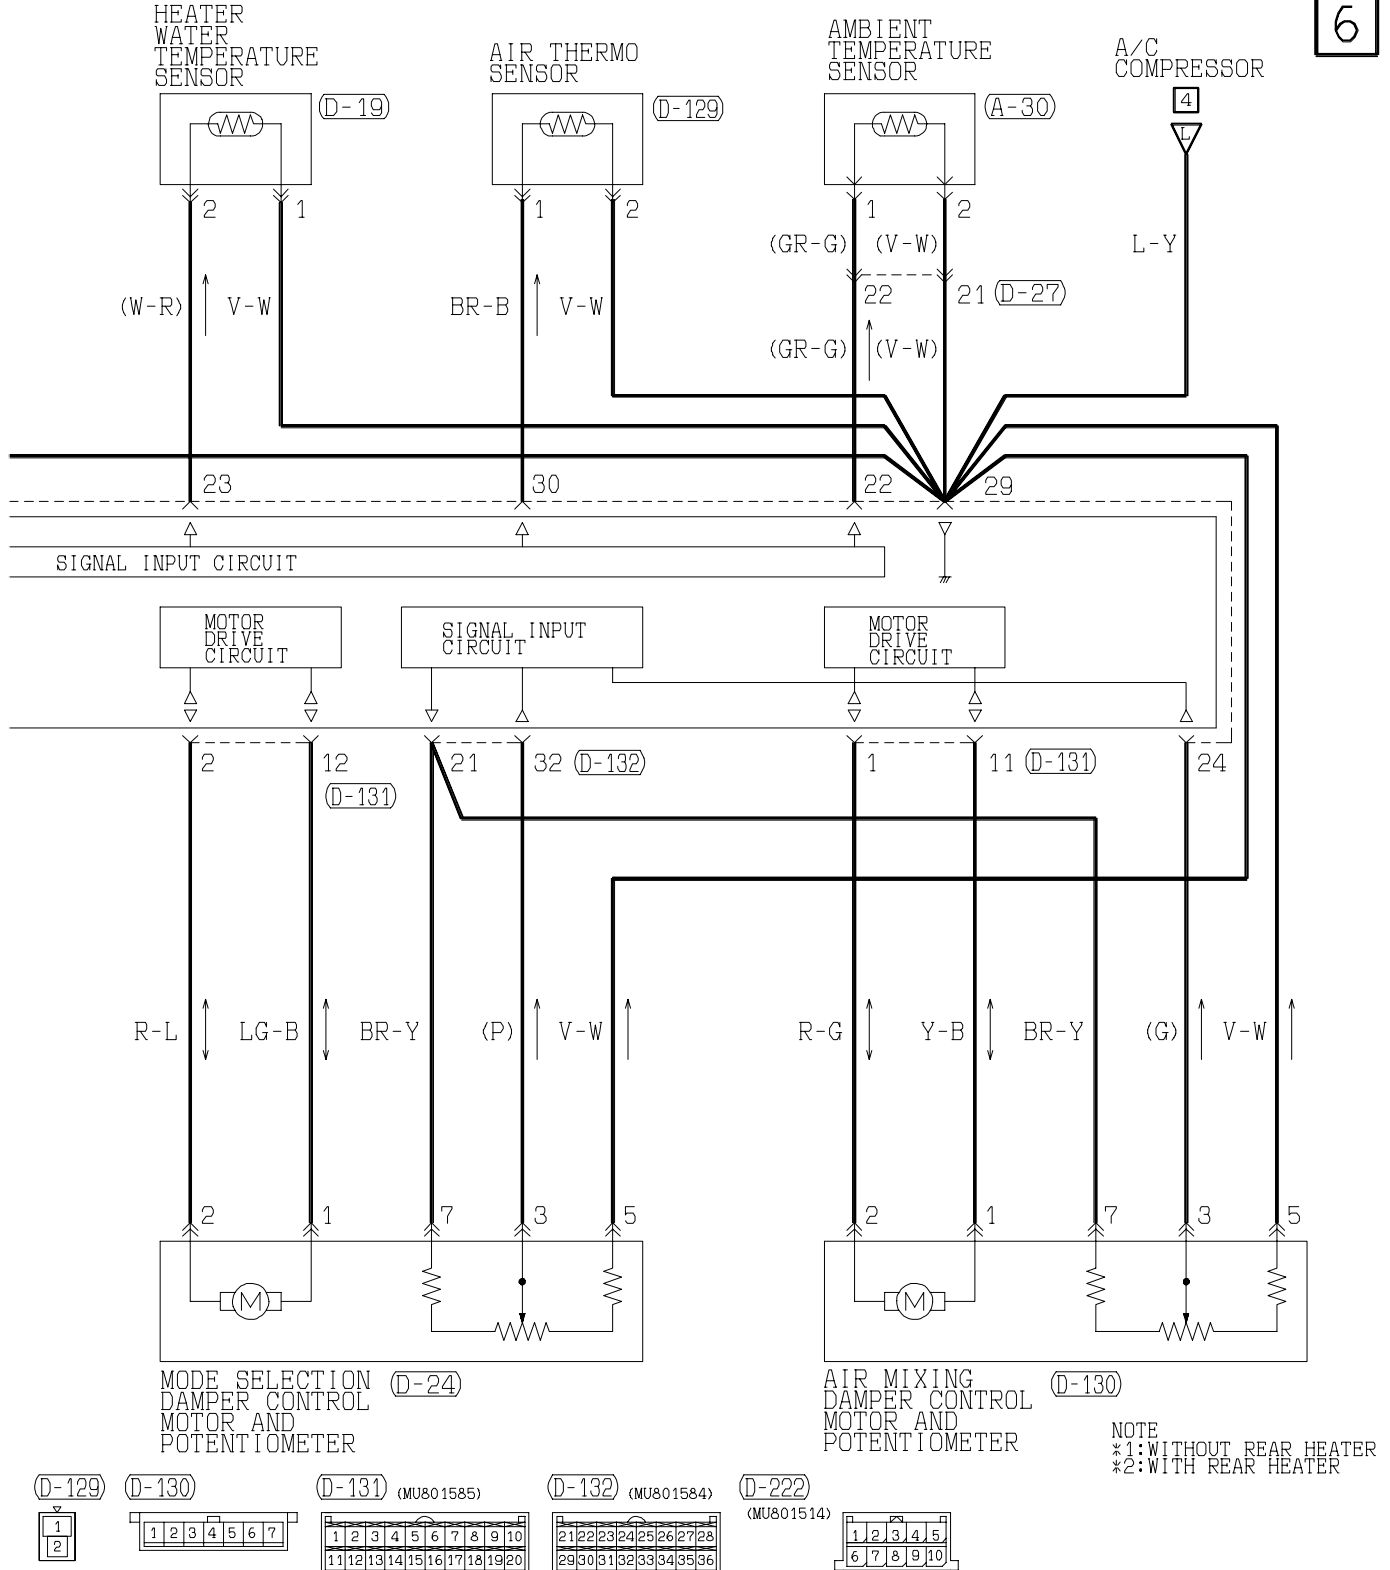 6
HEATER
WATER
TEMPERATURE
SENSOR
AIR THERMO
SENSOR
AMBIENT
TEMPERATURE
SENSOR
A/C
COMPRESSOR
4
L
D-19
D-129
A-30
2 1 1 2 1 2
(GR-G) (V-W) L-Y
22 21 D-27
(W-R) V-W BR-B V-W
(GR-G) (V-W)
23 30 22 29
SIGNAL INPUT CIRCUIT
MOTOR
DRIVE
CIRCUIT
SIGNAL INPUT
CIRCUIT
MOTOR
DRIVE
CIRCUIT
2 12 21 32 D-132 1 11 D-131 24
D-131
R-L LG-B BR-Y (P) V-W R-G Y-B BR-Y (G) V-W
2 1 7 3 5 2 1 7 3 5
M M
MODE SELECTION
DAMPER CONTROL
MOTOR AND
POTENTIOMETER
D-24
AIR MIXING
DAMPER CONTROL
MOTOR AND
POTENTIOMETER
D-130
NOTE
*1:WITHOUT REAR HEATER
*2:WITH REAR HEATER
D-129
1
2
D-130
1 2 3 4 5 6 7
D-131 (MU801585)
1 2 3 4 5 6 7 8 9 10
11 12 13 14 15 16 17 18 19 20
D-132 (MU801584)
21 22 23 24 25 26 27 28
29 30 31 32 33 34 35 36
D-222
(MU801514)
1 2 3 4 5
6 7 8 9 10